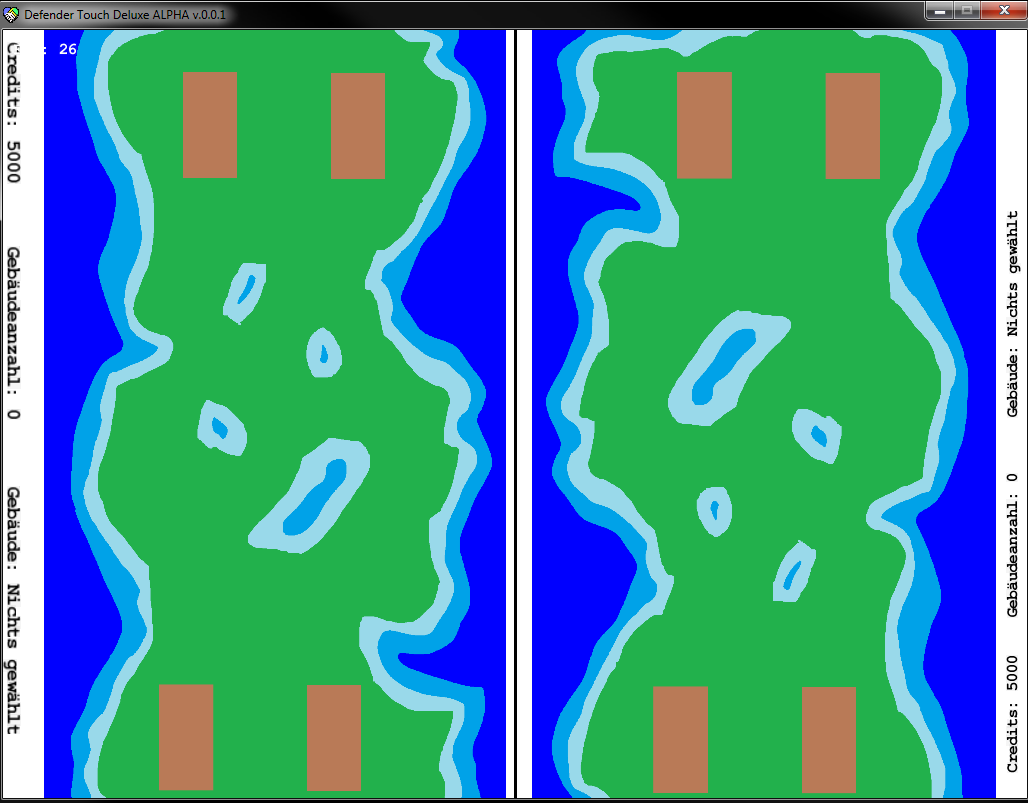 Defender Touch Deluxe ALPHA v.0.0.1
: 26
Credits: 5000 Gebäudeanzahl: 0 Gebäude: Nichts gewählt
Credits: 5000 Gebäudeanzahl: 0 Gebäude: Nichts gewählt